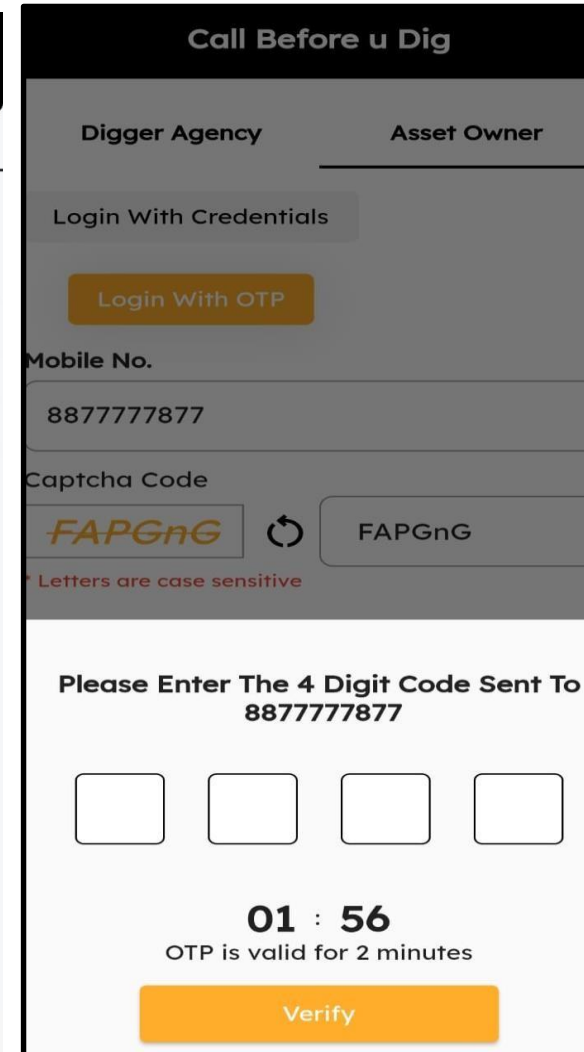 Call Before u Dig
Digger Agency Asset Owner
Login With Credentials
Login With OTP
Mobile No.
8877777877
Captcha Code
FAPGnG FAPGnG
* Letters are case sensitive
Please Enter The 4 Digit Code Sent To
8877777877
01 : 56
OTP is valid for 2 minutes
Verify